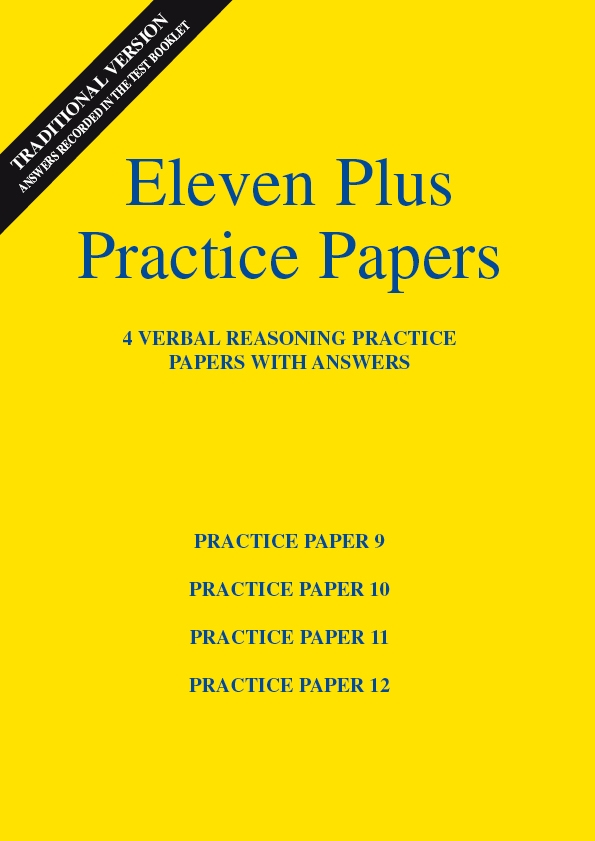 TRADITIONAL VERSION
ANSWERS RECORDED IN THE TEST BOOKLET
Eleven Plus
Practice Papers
4 VERBAL REASONING PRACTICE
PAPERS WITH ANSWERS
PRACTICE PAPER 9
PRACTICE PAPER 10
PRACTICE PAPER 11
PRACTICE PAPER 12